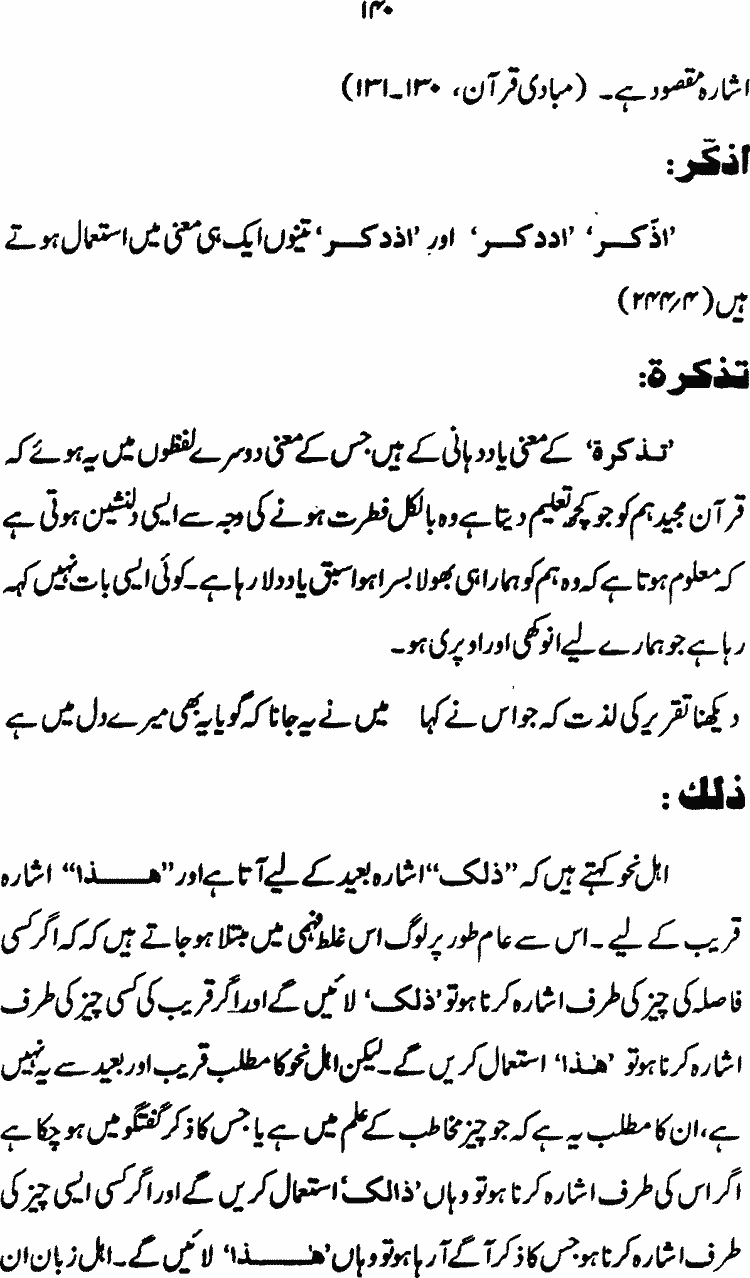 ۱۴۰
اشارہ مقصود ہے۔ (مبادی قرآن، ۱۳۰۔۱۳۱)
اذکّر:
’اذّکر‘ ’اددکر‘ اور ’اذدکر‘ تینوں ایک ہی معنی میں استعمال ہوتے
ہیں (۲۴۴/۴)
تذکرة:
’تذکرة‘ کے معنی یاددہانی کے ہیں جس کے معنی دوسرے لفظوں میں یہ ہوئے کہ
قرآن مجید ہم کو جو کچھ تعلیم دیتا ہے وہ بالکل فطرت ہونے کی وجہ سے ایسی دلنشین ہوتی ہے
کہ معلوم ہوتا ہے کہ وہ ہم کو ہمارا ہی بھولا بسرا ہوا سبق یاد دلا رہا ہے۔ کوئی ایسی بات نہیں کہہ
رہا ہے جو ہمارے لیے انوکھی اور اوپری ہو۔
دیکھنا تقریر کی لذت کہ جو اس نے کہا میں نے یہ جانا کہ گویا یہ بھی میرے دل میں ہے
ذلك:
اہل نحو کہتے ہیں کہ ”ذلک“ اشارہ بعید کے لیے آتا ہے اور ”ھذا“ اشارہ
قریب کے لیے ۔ اس سے عام طور پر لوگ اس غلط فہمی میں مبتلا ہو جاتے ہیں کہ کہ اگر کسی
فاصلہ کی چیز کی طرف اشارہ کرنا ہو تو ’ذلک‘ لائیں گے اور اگر قریب کی کسی چیز کی طرف
اشارہ کرنا ہو تو ’ھٰذا‘ استعمال کریں گے۔ لیکن اہل نحو کا مطلب قریب اور بعید سے یہ نہیں
ہے، ان کا مطلب یہ ہے کہ جو چیز مخاطب کے علم میں ہے یا جس کا ذکر گفتگو میں ہو چکا ہے
اگر اس کی طرف اشارہ کرنا ہو تو وہاں ’ذالک‘ استعمال کریں گے اور اگر کسی ایسی چیز کی
طرف اشارہ کرنا ہو جس کا ذکر آگے آ رہا ہو تو وہاں ’ھٰذا‘ لائیں گے۔ اہل زبان ان